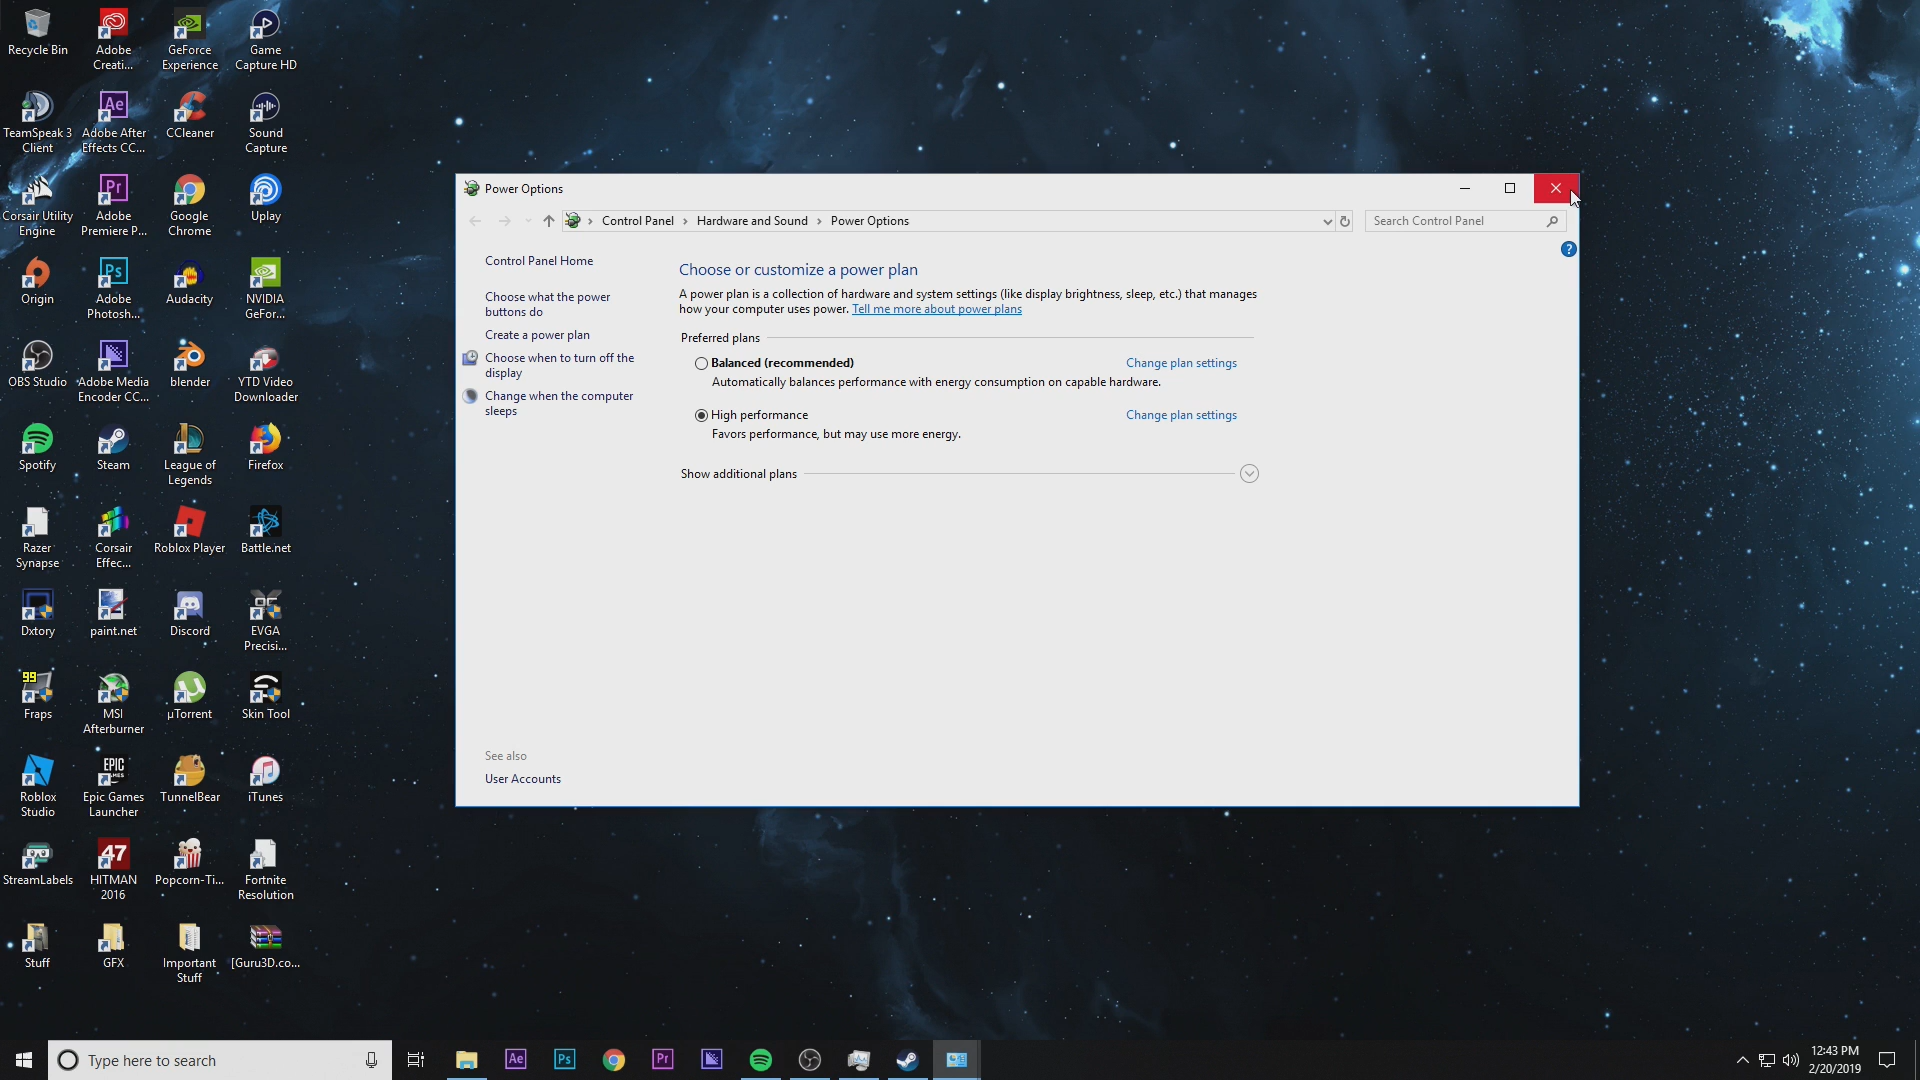 Recycle Bin
Adobe
Creati...
GeForce
Experience
Game
Capture HD
TeamSpeak 3
Client
Ae
Adobe After
Effects CC...
CCleaner
Sound
Capture
Corsair Utility
Engine
Pr
Adobe
Premiere P...
Google
Chrome
Uplay
Origin
Ps
Adobe
Photosh...
Audacity
NVIDIA
GeFor...
OBS Studio
Adobe Media
Encoder CC...
blender
YTD Video
Downloader
Spotify
Steam
League of
Legends
Firefox
Razer
Synapse
Corsair
Effec...
Roblox Player
Battle.net
Dxtory
paint.net
Discord
EVGA
Precisi...
99
Fraps
MSI
Afterburner
µTorrent
Skin Tool
Roblox
Studio
EPIC
GAMES
Epic Games
Launcher
TunnelBear
iTunes
StreamLabels
47
HITMAN
2016
Popcorn-Ti...
Fortnite
Resolution
Stuff
GFX
Important
Stuff
[Guru3D.co...
Power Options
Control Panel > Hardware and Sound > Power Options
Search Control Panel
?
Control Panel Home
Choose what the power
buttons do
Create a power plan
Choose when to turn off the
display
Change when the computer
sleeps
See also
User Accounts
Choose or customize a power plan
A power plan is a collection of hardware and system settings (like display brightness, sleep, etc.) that manages
how your computer uses power. Tell me more about power plans
Preferred plans
Balanced (recommended)
Change plan settings
Automatically balances performance with energy consumption on capable hardware.
High performance
Change plan settings
Favors performance, but may use more energy.
Show additional plans
Type here to search
Ae
Ps
Pr
12:43 PM
2/20/2019